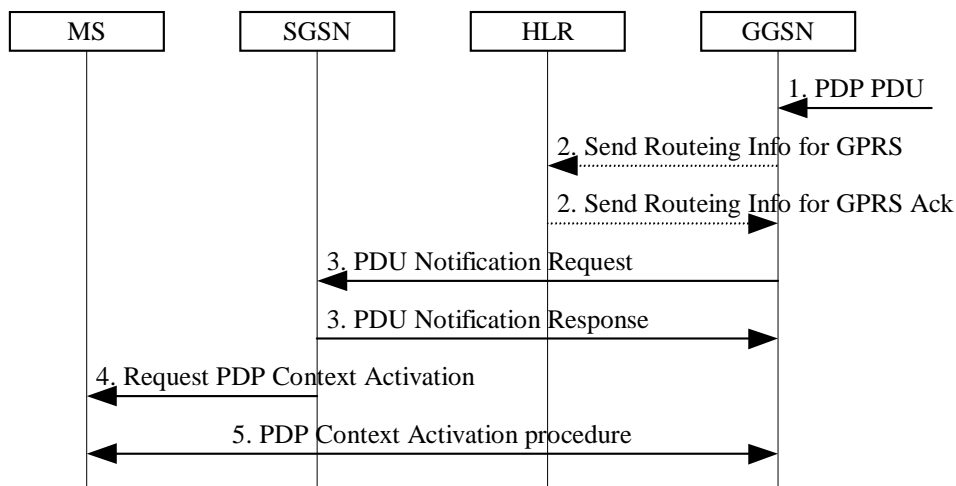 MS
SGSN
HLR
GGSN
1. PDP PDU
2. Send Routeing Info for GPRS
2. Send Routeing Info for GPRS Ack
3. PDU Notification Request
3. PDU Notification Response
4. Request PDP Context Activation
5. PDP Context Activation procedure